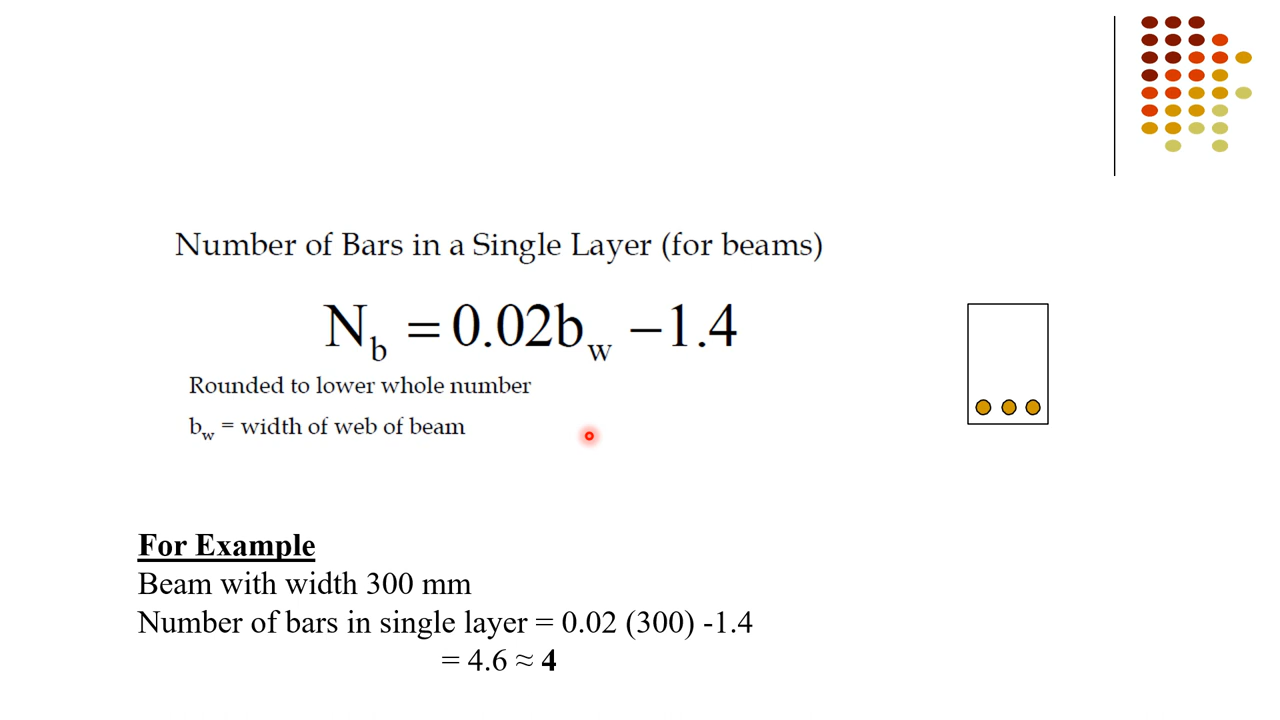 Number of Bars in a Single Layer (for beams)
N_b = 0.02b_w −1.4
Rounded to lower whole number
b_w = width of web of beam
For Example
Beam with width 300 mm
Number of bars in single layer = 0.02 (300) -1.4
= 4.6 ≈ 4